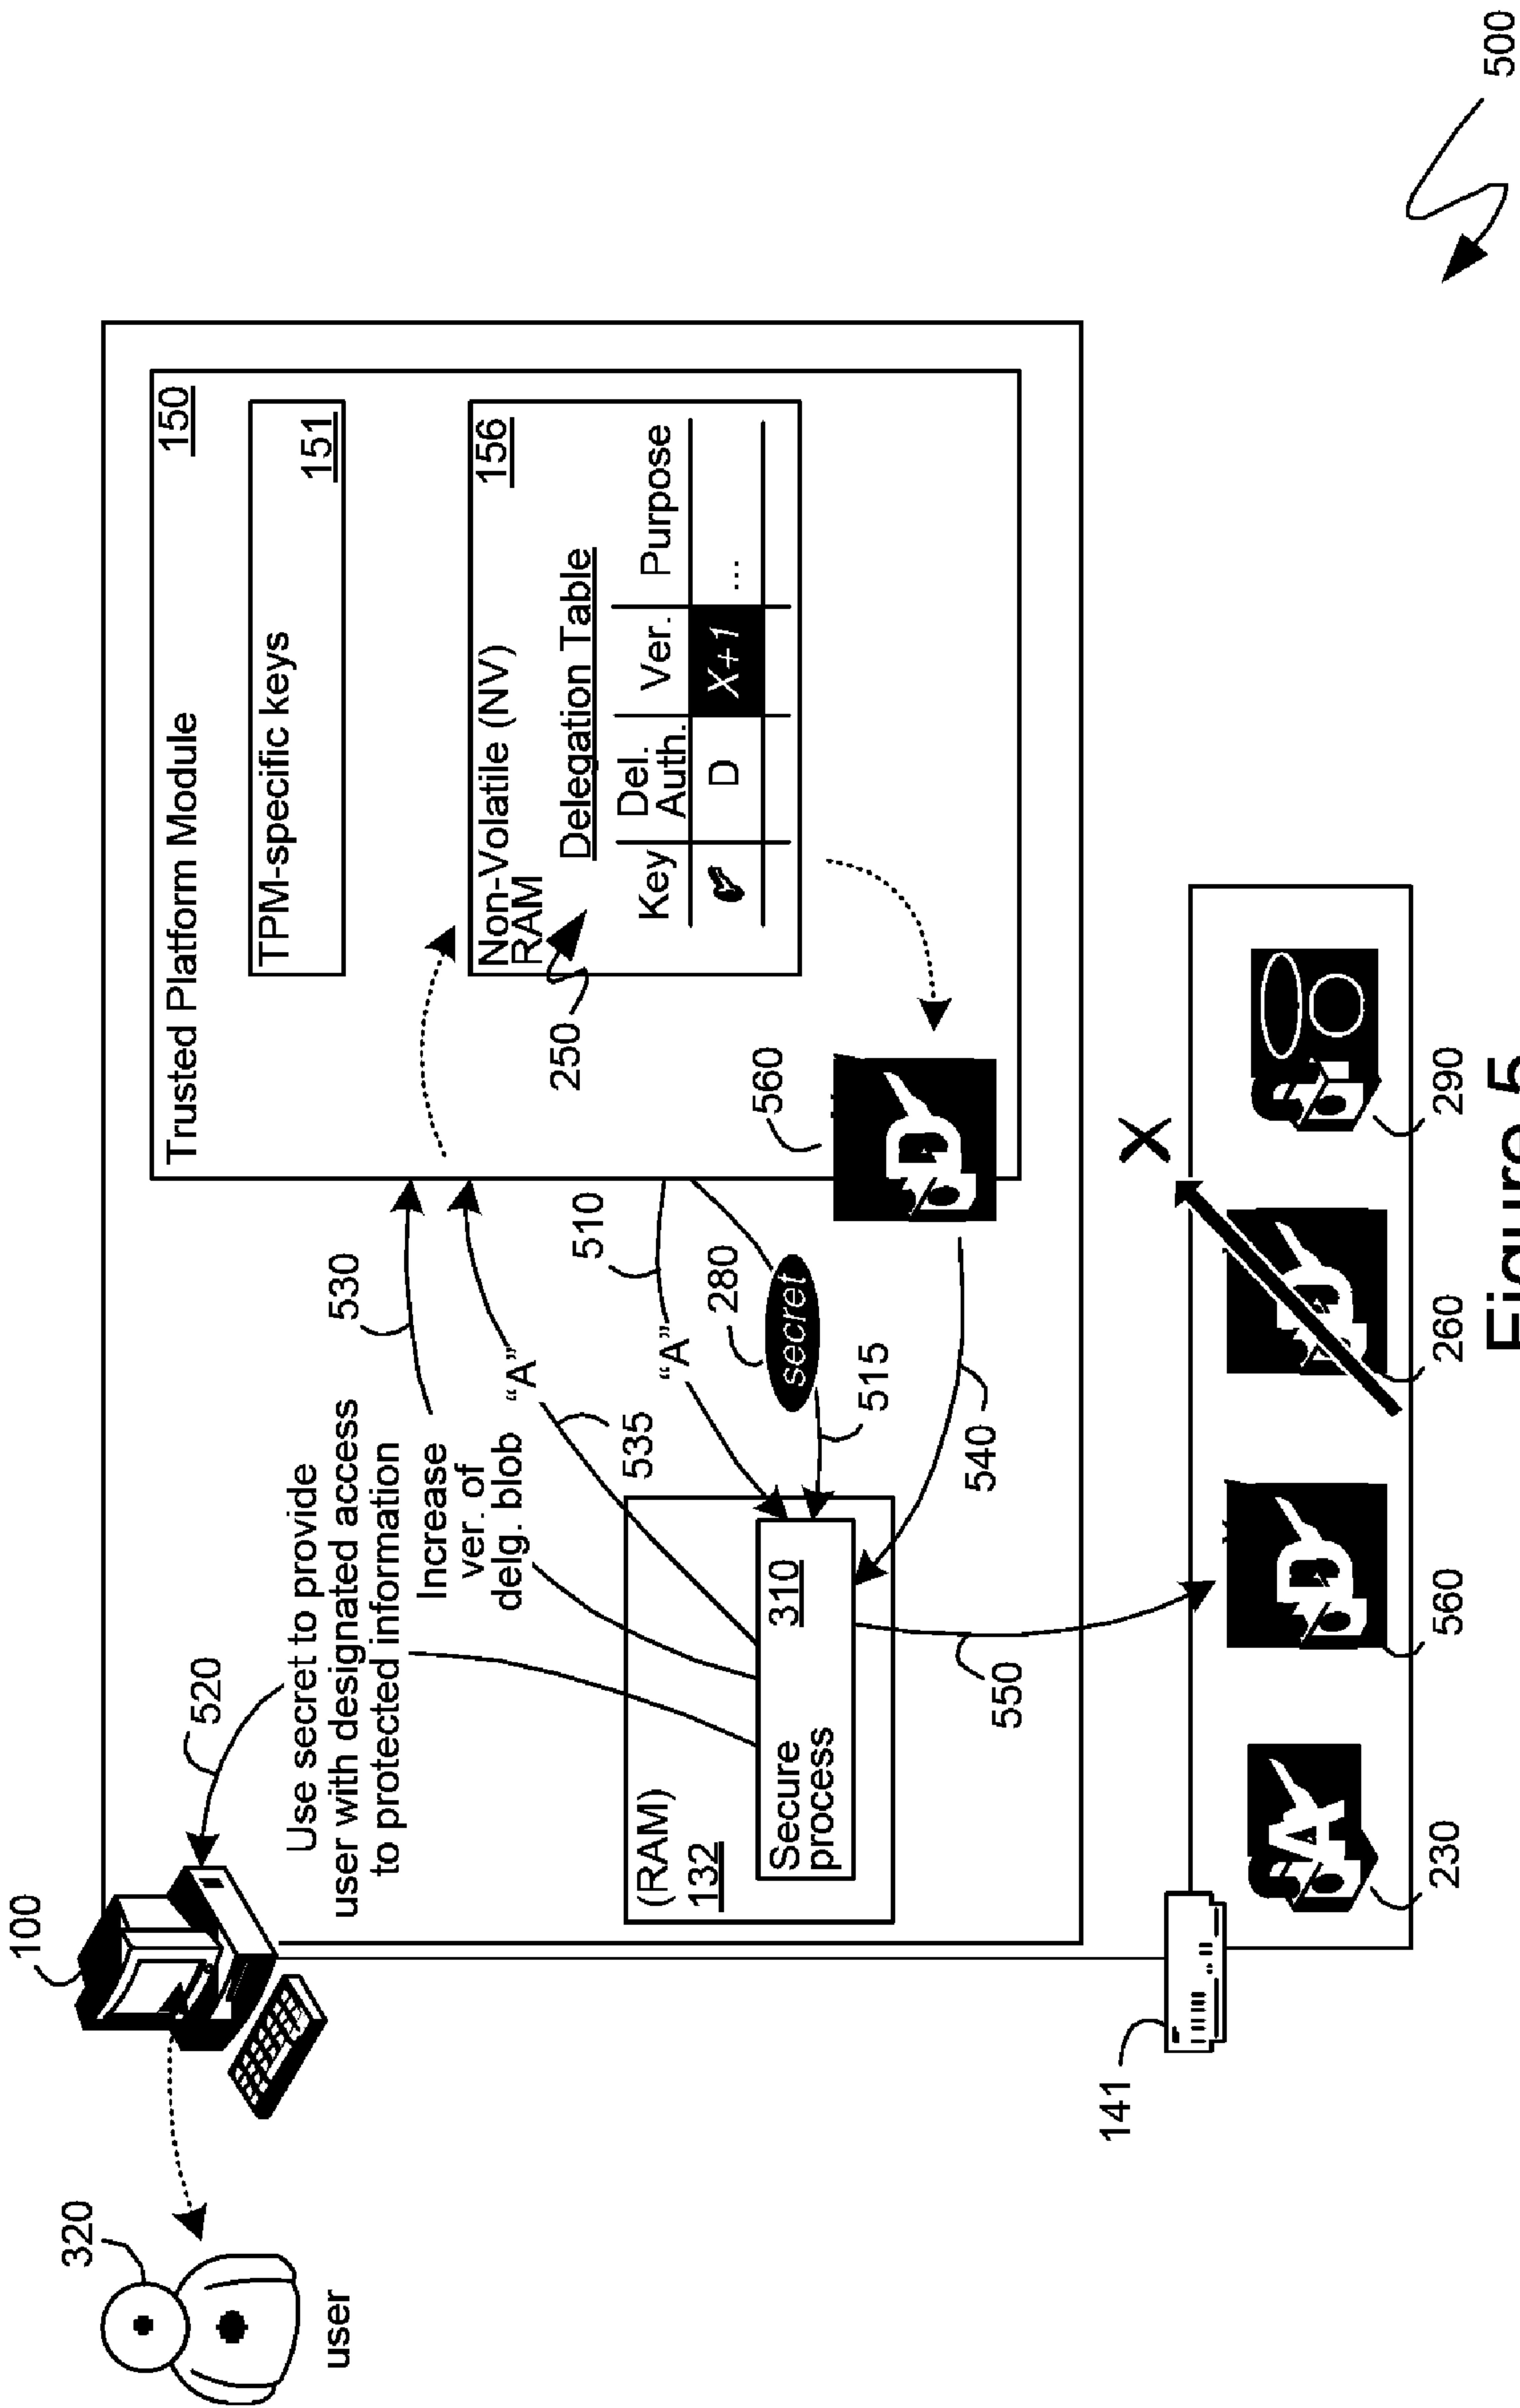 320
user
100
520
Use secret to provide
user with designated access
to protected information
Increase
ver. of
delg. blob
530
"A"
535
Trusted Platform Module
150
TPM-specific keys
151
Non-Volatile (NV)
RAM
156
250
Delegation Table
Key
Del.
Auth.
Ver.
Purpose
D
X+1
...
(RAM)
132
Secure
process
310
510
"A"
280
secret
515
540
560
D
550
141
A
230
D
560
D
260
X
290
500
Figure 5